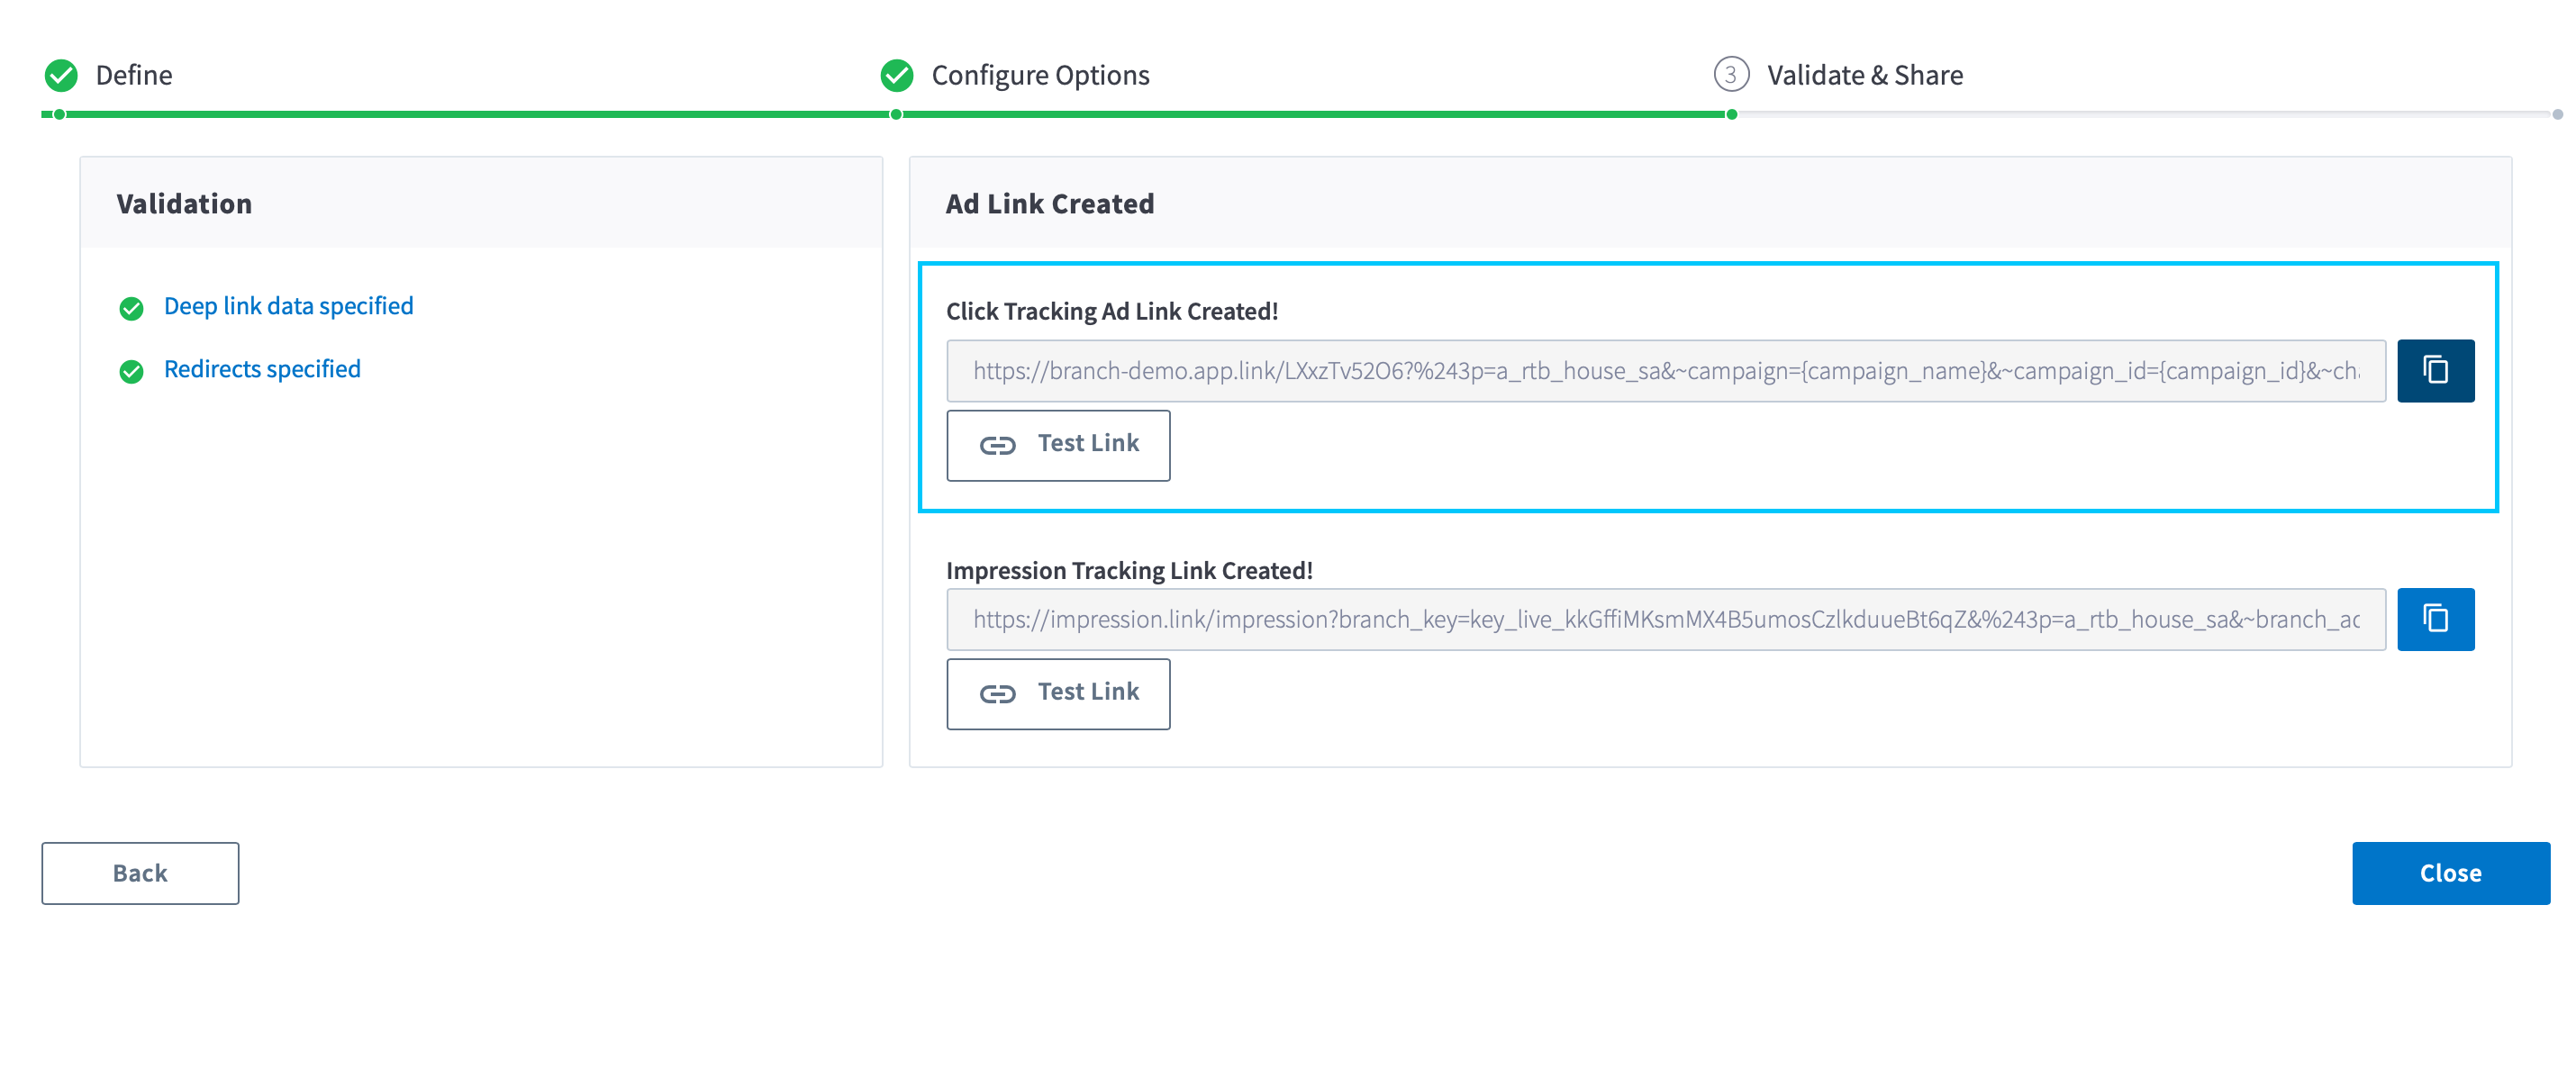 Define
Configure Options
3 Validate & Share
Validation
Deep link data specified
Redirects specified
Ad Link Created
Click Tracking Ad Link Created!
https://branch-demo.app.link/LXxzTv52O6?%243p=a_rtb_house_sa&~campaign={campaign_name}&~campaign_id={campaign_id}&~cha
Test Link
Impression Tracking Link Created!
https://impression.link/impression?branch_key=key_live_kkGffiMKsmMX4B5umosCzlkduueBt6qZ&%243p=a_rtb_house_sa&~branch_ad
Test Link
Back
Close